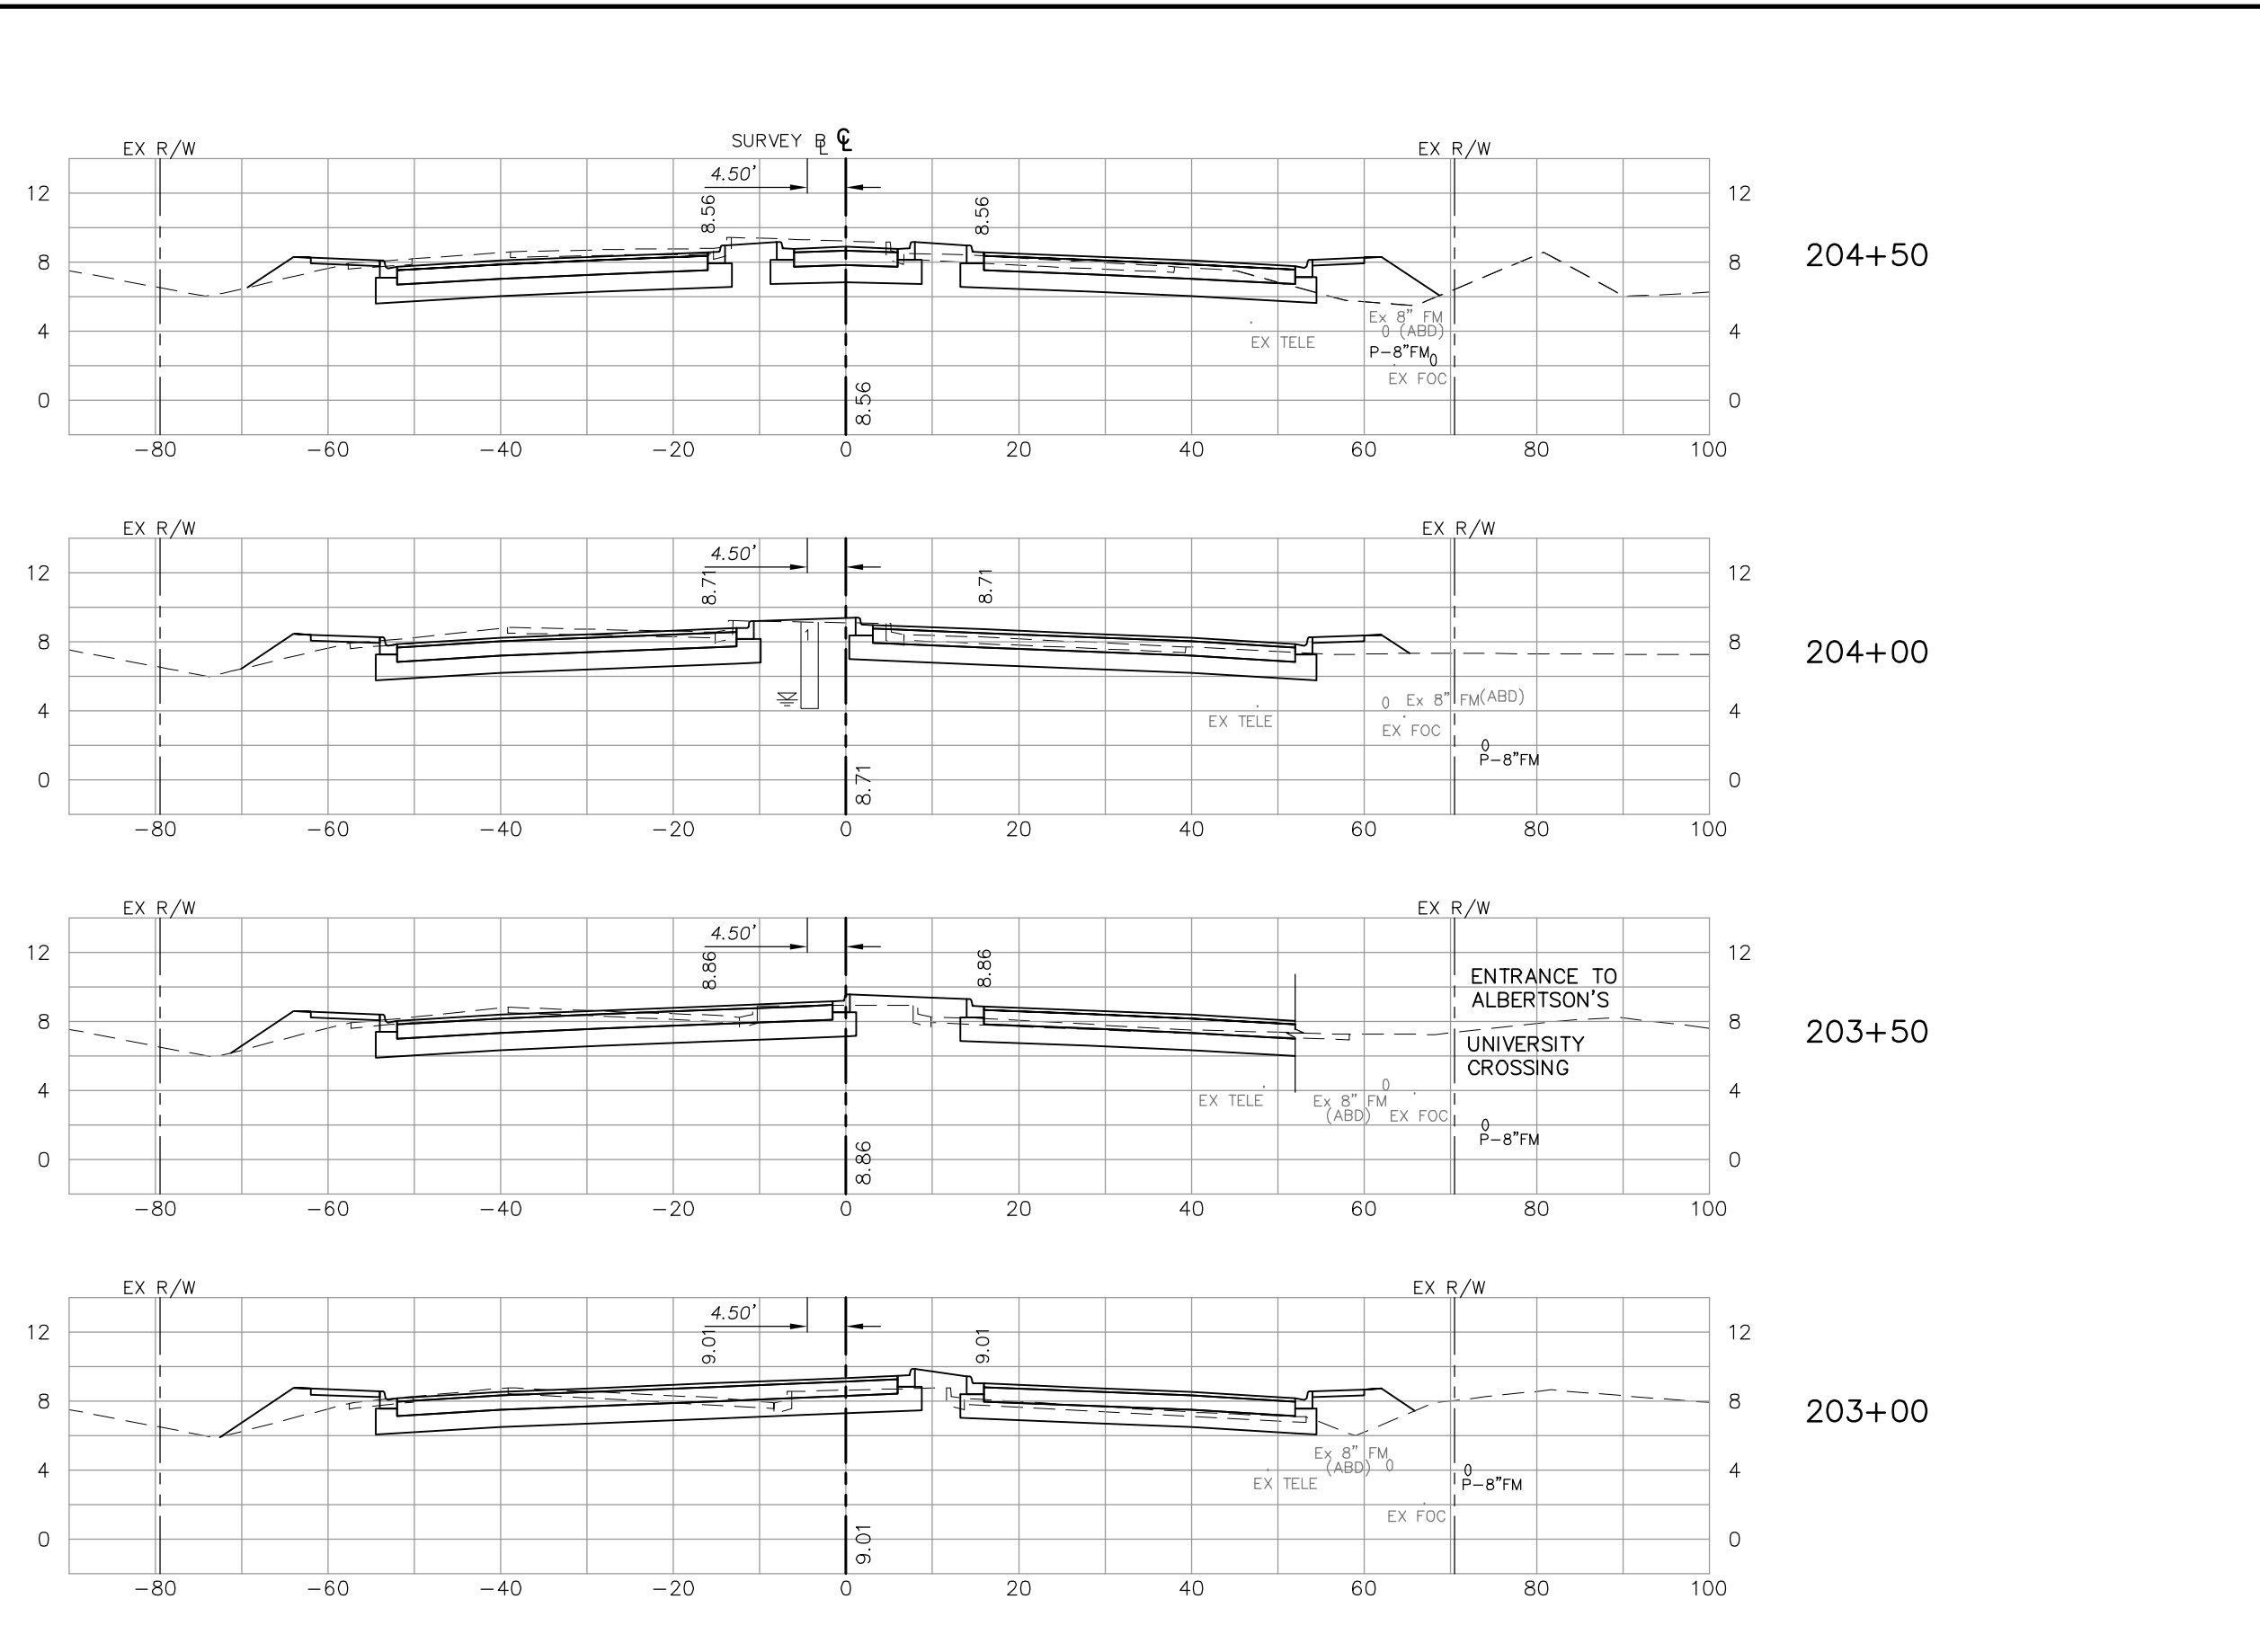 SURVEY BL CL
EX R/W
EX R/W
4.50'
8.56
8.56
12
12
204+50
8
8
Ex 8" FM
0 (ABD)
4
4
EX TELE
P-8"FM 0
EX FOC
8.56
0
0
-80 -60 -40 -20 0 20 40 60 80 100
EX R/W
EX R/W
4.50'
8.71
8.71
12
12
1
8
8
204+00
0 Ex 8" FM(ABD)
4
4
EX TELE
EX FOC
0
P-8"FM
8.71
0
0
-80 -60 -40 -20 0 20 40 60 80 100
EX R/W
EX R/W
4.50'
8.86
8.86
12
12
ENTRANCE TO
ALBERTSON'S
8
8
203+50
UNIVERSITY
CROSSING
0
4
4
EX TELE
Ex 8" FM
(ABD) EX FOC
0
P-8"FM
8.86
0
0
-80 -60 -40 -20 0 20 40 60 80 100
EX R/W
EX R/W
4.50'
9.01
9.01
12
12
8
8
203+00
Ex 8" FM
(ABD) 0
4
4
0
EX TELE
P-8"FM
EX FOC
9.01
0
0
-80 -60 -40 -20 0 20 40 60 80 100